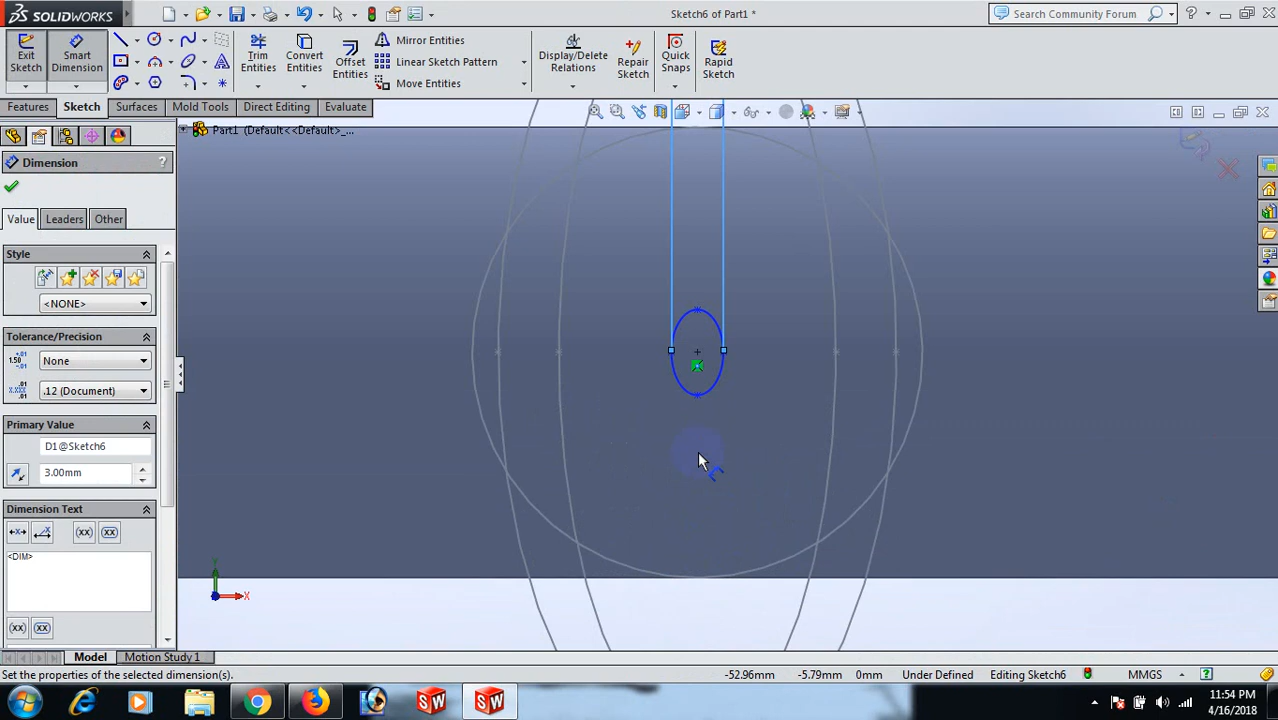 SOLIDWORKS
Sketch6 of Part1 *
Search Community Forum
Exit Sketch
Smart Dimension
Trim Entities
Convert Entities
Offset Entities
Mirror Entities
Linear Sketch Pattern
Move Entities
Display/Delete Relations
Repair Sketch
Quick Snaps
Rapid Sketch
Features
Sketch
Surfaces
Mold Tools
Direct Editing
Evaluate
Part1 (Default<<Default>_...
Dimension
?
Value
Leaders
Other
Style
<NONE>
Tolerance/Precision
None
.12 (Document)
Primary Value
D1@Sketch6
3.00mm
Dimension Text
<DIM>
Y
X
Model
Motion Study 1
Set the properties of the selected dimension(s).
-52.96mm
-5.79mm
0mm
Under Defined
Editing Sketch6
MMGS
11:54 PM
4/16/2018